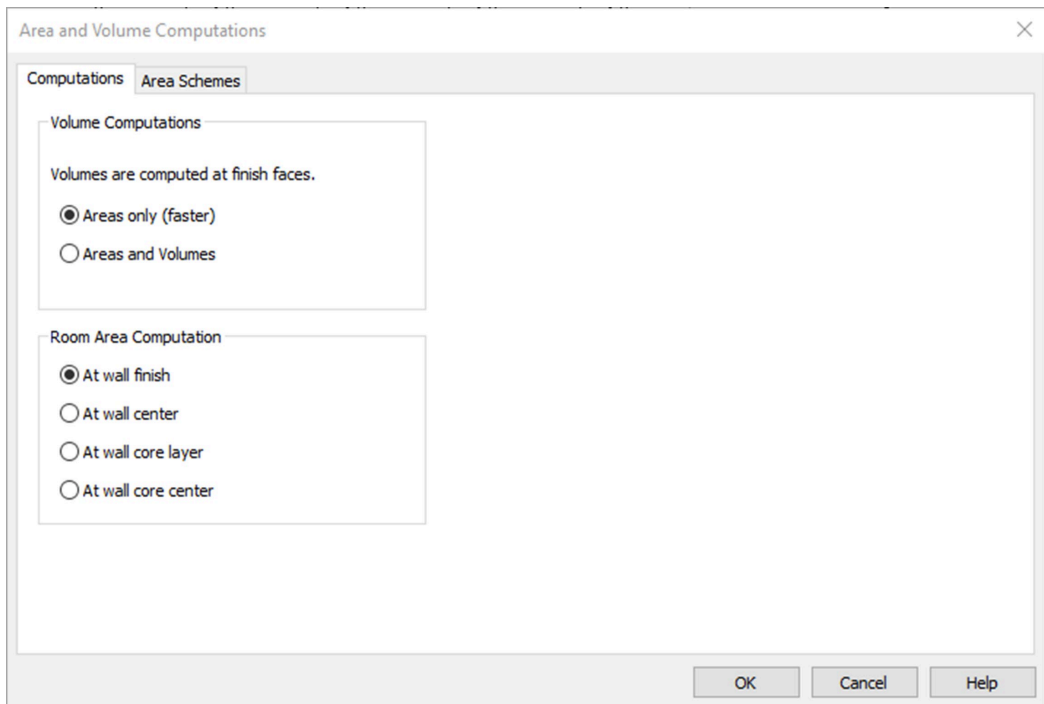 Area and Volume Computations
Computations
Area Schemes
Volume Computations
Volumes are computed at finish faces.
Areas only (faster)
Areas and Volumes
Room Area Computation
At wall finish
At wall center
At wall core layer
At wall core center
OK
Cancel
Help